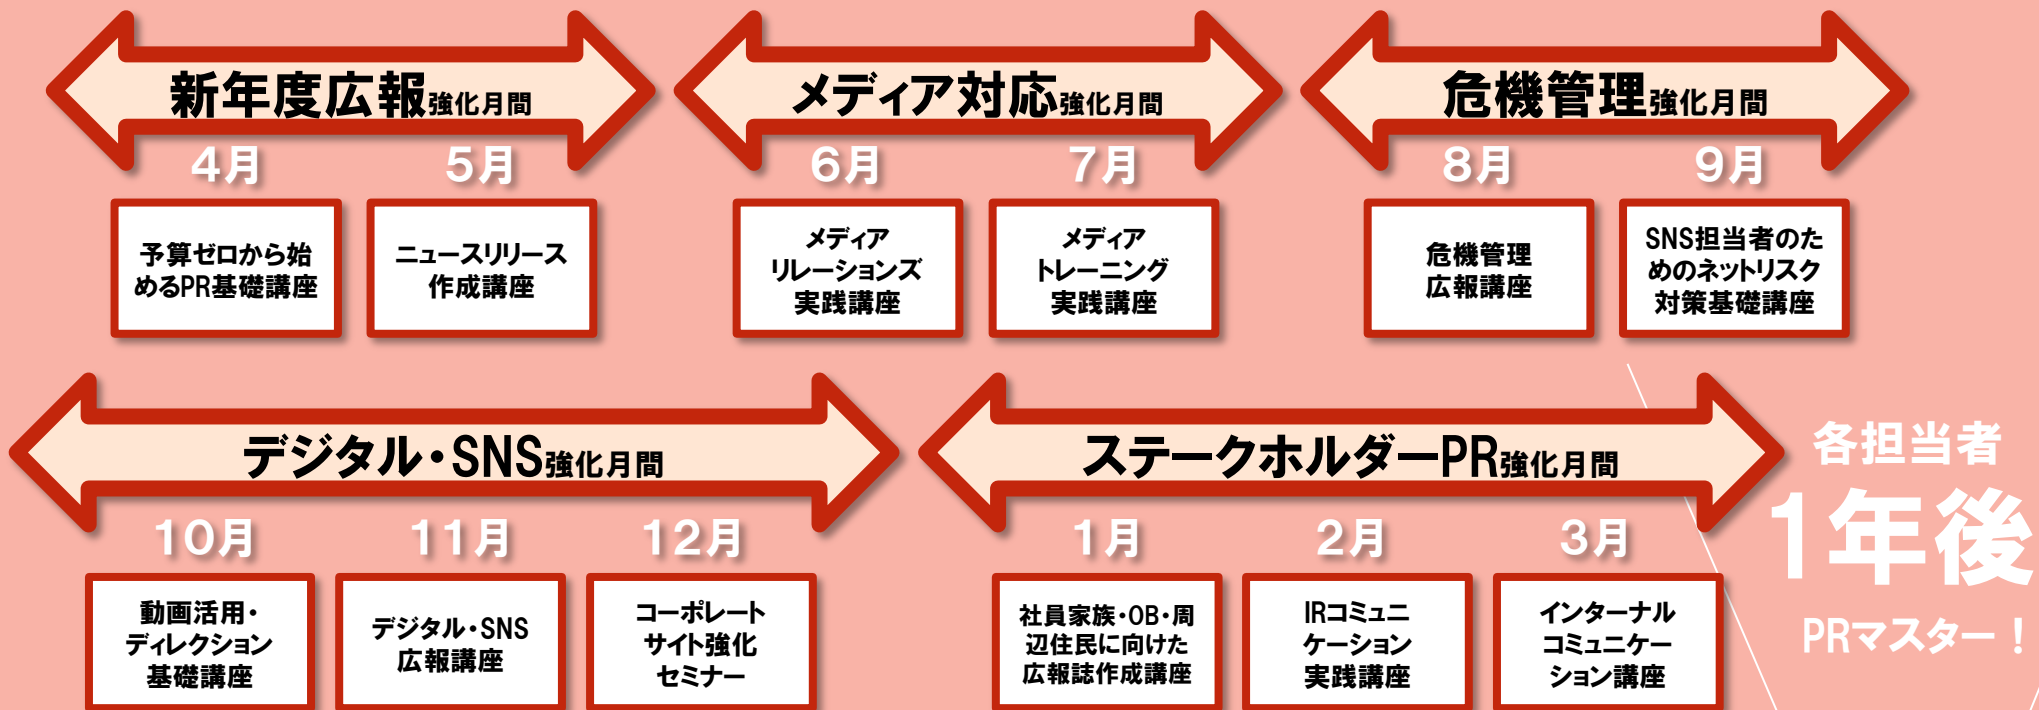 新年度広報強化月間
メディア対応強化月間
危機管理強化月間
4月
5月
6月
7月
8月
9月
予算ゼロから始
めるPR基礎講座
ニュースリリース
作成講座
メディア
リレーションズ
実践講座
メディア
トレーニング
実践講座
危機管理
広報講座
SNS担当者のた
めのネットリスク
対策基礎講座
デジタル・SNS強化月間
ステークホルダーPR強化月間
10月
11月
12月
1月
2月
3月
動画活用・
ディレクション
基礎講座
デジタル・SNS
広報講座
コーポレート
サイト強化
セミナー
社員家族・OB・周
辺住民に向けた
広報誌作成講座
IRコミュニ
ケーション
実践講座
インターナル
コミュニケー
ション講座
各担当者
1年後
PRマスター！